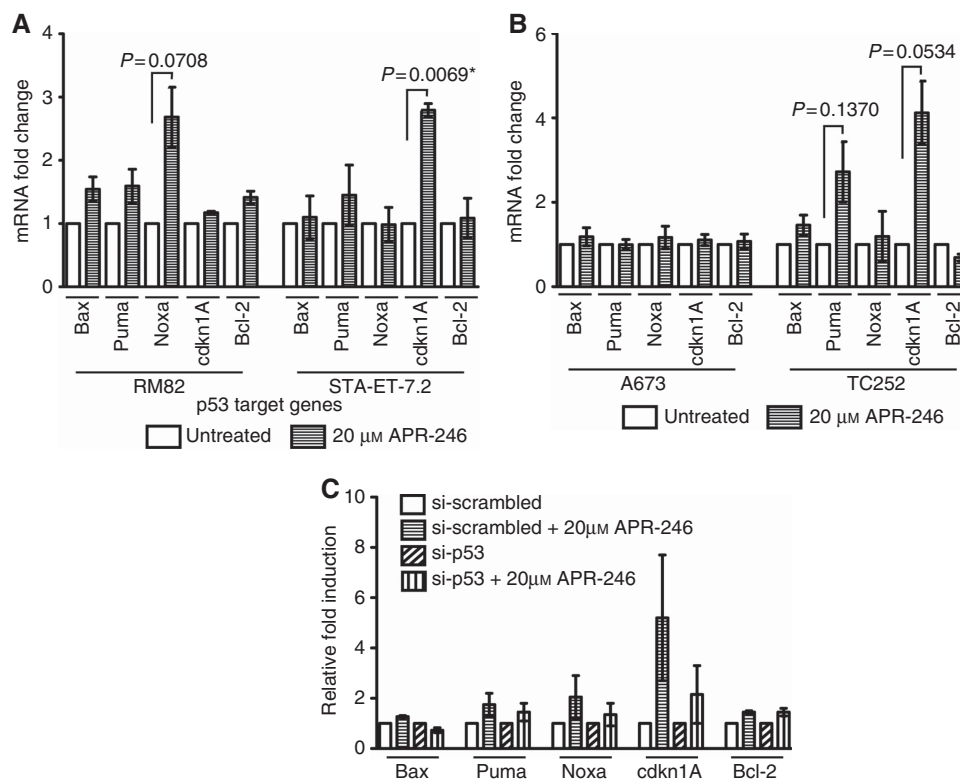 A
mRNA fold change
4
3
2
1
0
P=0.0708
P=0.0069*
Bax
Puma
Noxa
cdkn1A
Bcl-2
Bax
Puma
Noxa
cdkn1A
Bcl-2
RM82
STA-ET-7.2
p53 target genes
Untreated
20 μM APR-246
B
mRNA fold change
6
4
2
0
P=0.1370
P=0.0534
Bax
Puma
Noxa
cdkn1A
Bcl-2
Bax
Puma
Noxa
cdkn1A
Bcl-2
A673
TC252
Untreated
20 μM APR-246
C
Relative fold induction
10
8
6
4
2
0
si-scrambled
si-scrambled + 20μM APR-246
si-p53
si-p53 + 20μM APR-246
Bax
Puma
Noxa
cdkn1A
Bcl-2